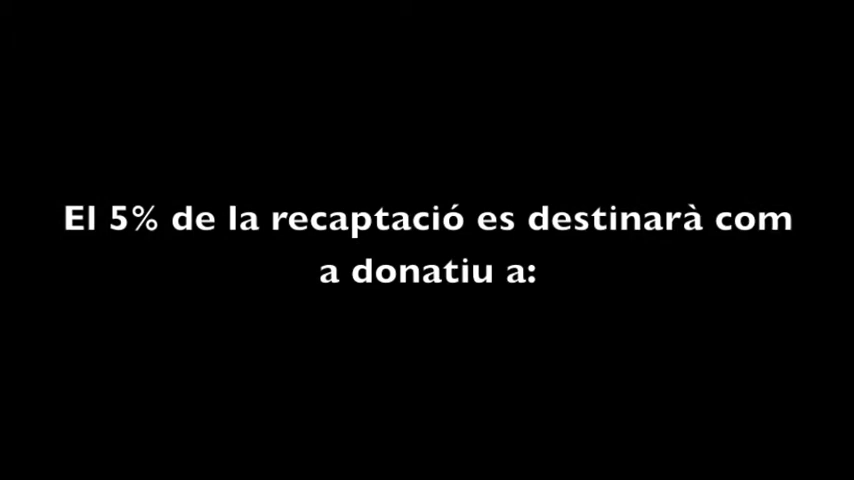 El 5% de la recaptació es destinarà com
a donatiu a: